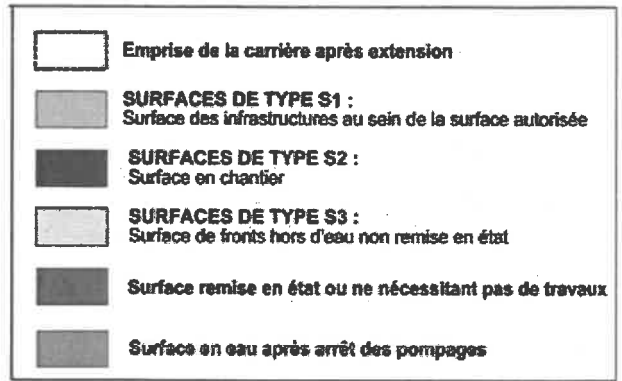 Emprise de la carrière après extension
SURFACES DE TYPE S1 :
Surface des infrastructures au sein de la surface autorisée
SURFACES DE TYPE S2 :
Surface en chantier
SURFACES DE TYPE S3 :
Surface de fronts hors d'eau non remise en état
Surface remise en état ou ne nécessitant pas de travaux
Surface en eau après arrêt des pompages